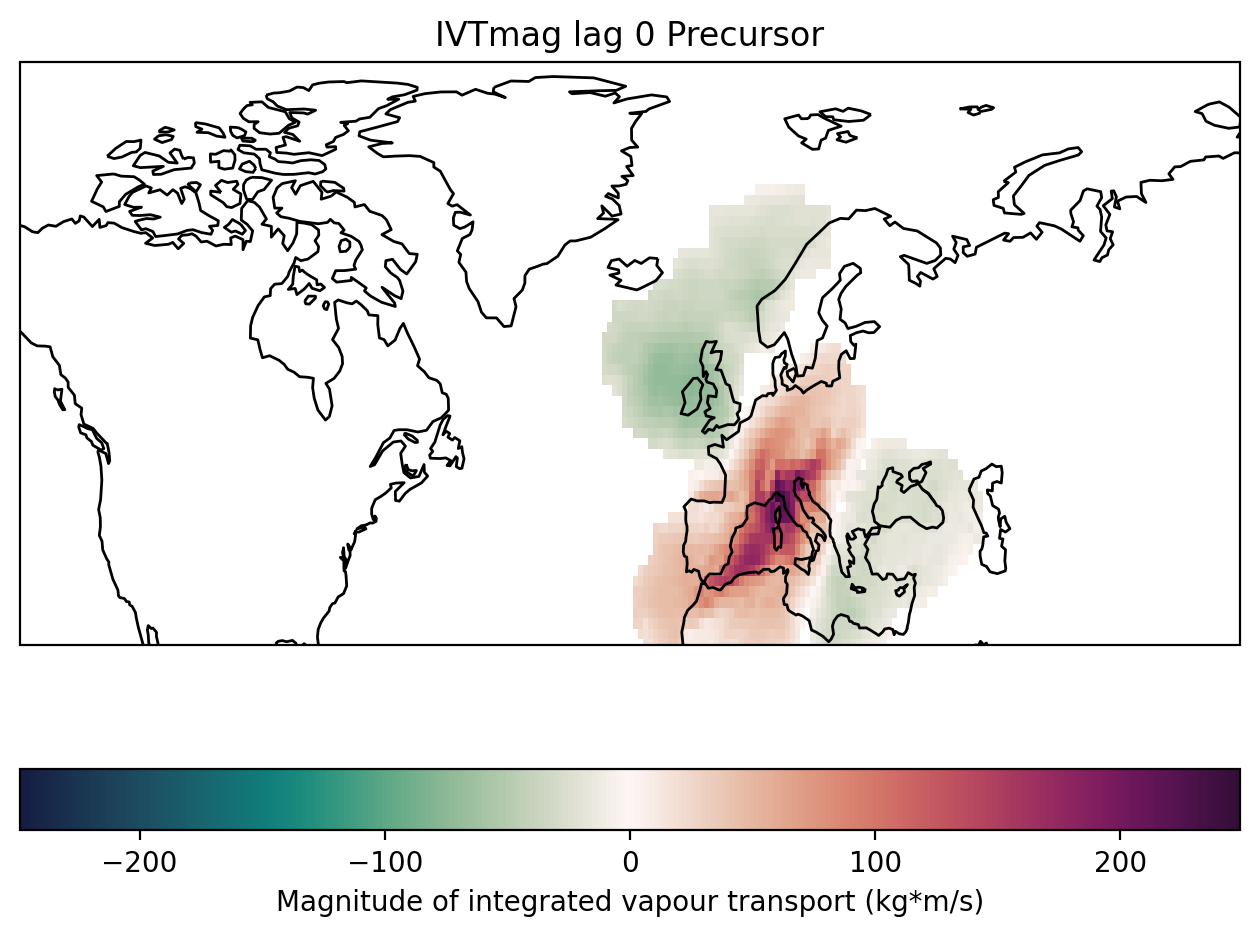 IVTmag lag 0 Precursor
−200 −100 0 100 200
Magnitude of integrated vapour transport (kg*m/s)